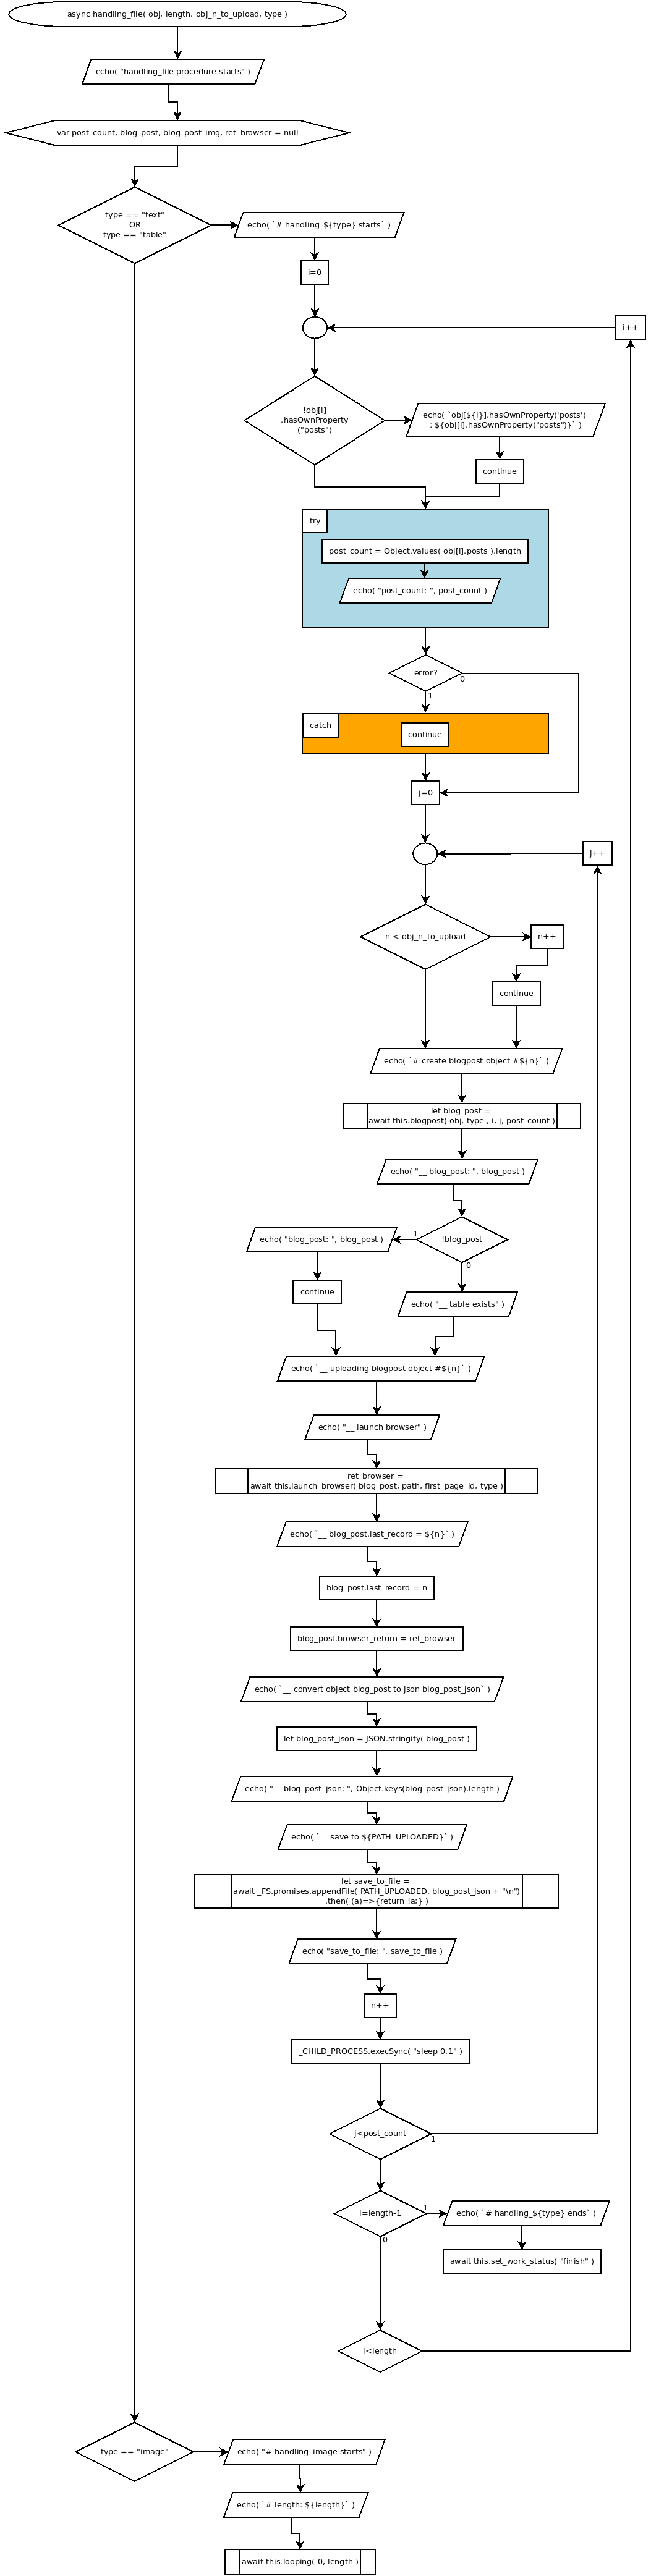 async handling_file( obj, length, obj_n_to_upload, type )
echo( "handling_file procedure starts" )
var post_count, blog_post, blog_post_img, ret_browser = null
type == "text"
OR
type == "table"
echo( `# handling_${type} starts` )
i=0
i++
!obj[i]
.hasOwnProperty
("posts")
echo( `obj[${i}].hasOwnProperty('posts')
: ${obj[i].hasOwnProperty("posts")}` )
continue
try
post_count = Object.values( obj[i].posts ).length
echo( "post_count: ", post_count )
error?
0
1
catch
continue
j=0
j++
n < obj_n_to_upload
n++
continue
echo( `# create blogpost object #${n}` )
let blog_post =
await this.blogpost( obj, type , i, j, post_count )
echo( "__ blog_post: ", blog_post )
!blog_post
1
0
echo( "blog_post: ", blog_post )
continue
echo( "__ table exists" )
echo( `__ uploading blogpost object #${n}` )
echo( "__ launch browser" )
ret_browser =
await this.launch_browser( blog_post, path, first_page_id, type )
echo( `__ blog_post.last_record = ${n}` )
blog_post.last_record = n
blog_post.browser_return = ret_browser
echo( `__ convert object blog_post to json blog_post_json` )
let blog_post_json = JSON.stringify( blog_post )
echo( "__ blog_post_json: ", Object.keys(blog_post_json).length )
echo( `__ save to ${PATH_UPLOADED}` )
let save_to_file =
await _FS.promises.appendFile( PATH_UPLOADED, blog_post_json + "\n")
.then( (a)=>{return !a;} )
echo( "save_to_file: ", save_to_file )
n++
_CHILD_PROCESS.execSync( "sleep 0.1" )
j<post_count
1
i=length-1
1
0
echo( `# handling_${type} ends` )
await this.set_work_status( "finish" )
i<length
type == "image"
echo( "# handling_image starts" )
echo( `# length: ${length}` )
await this.looping( 0, length )